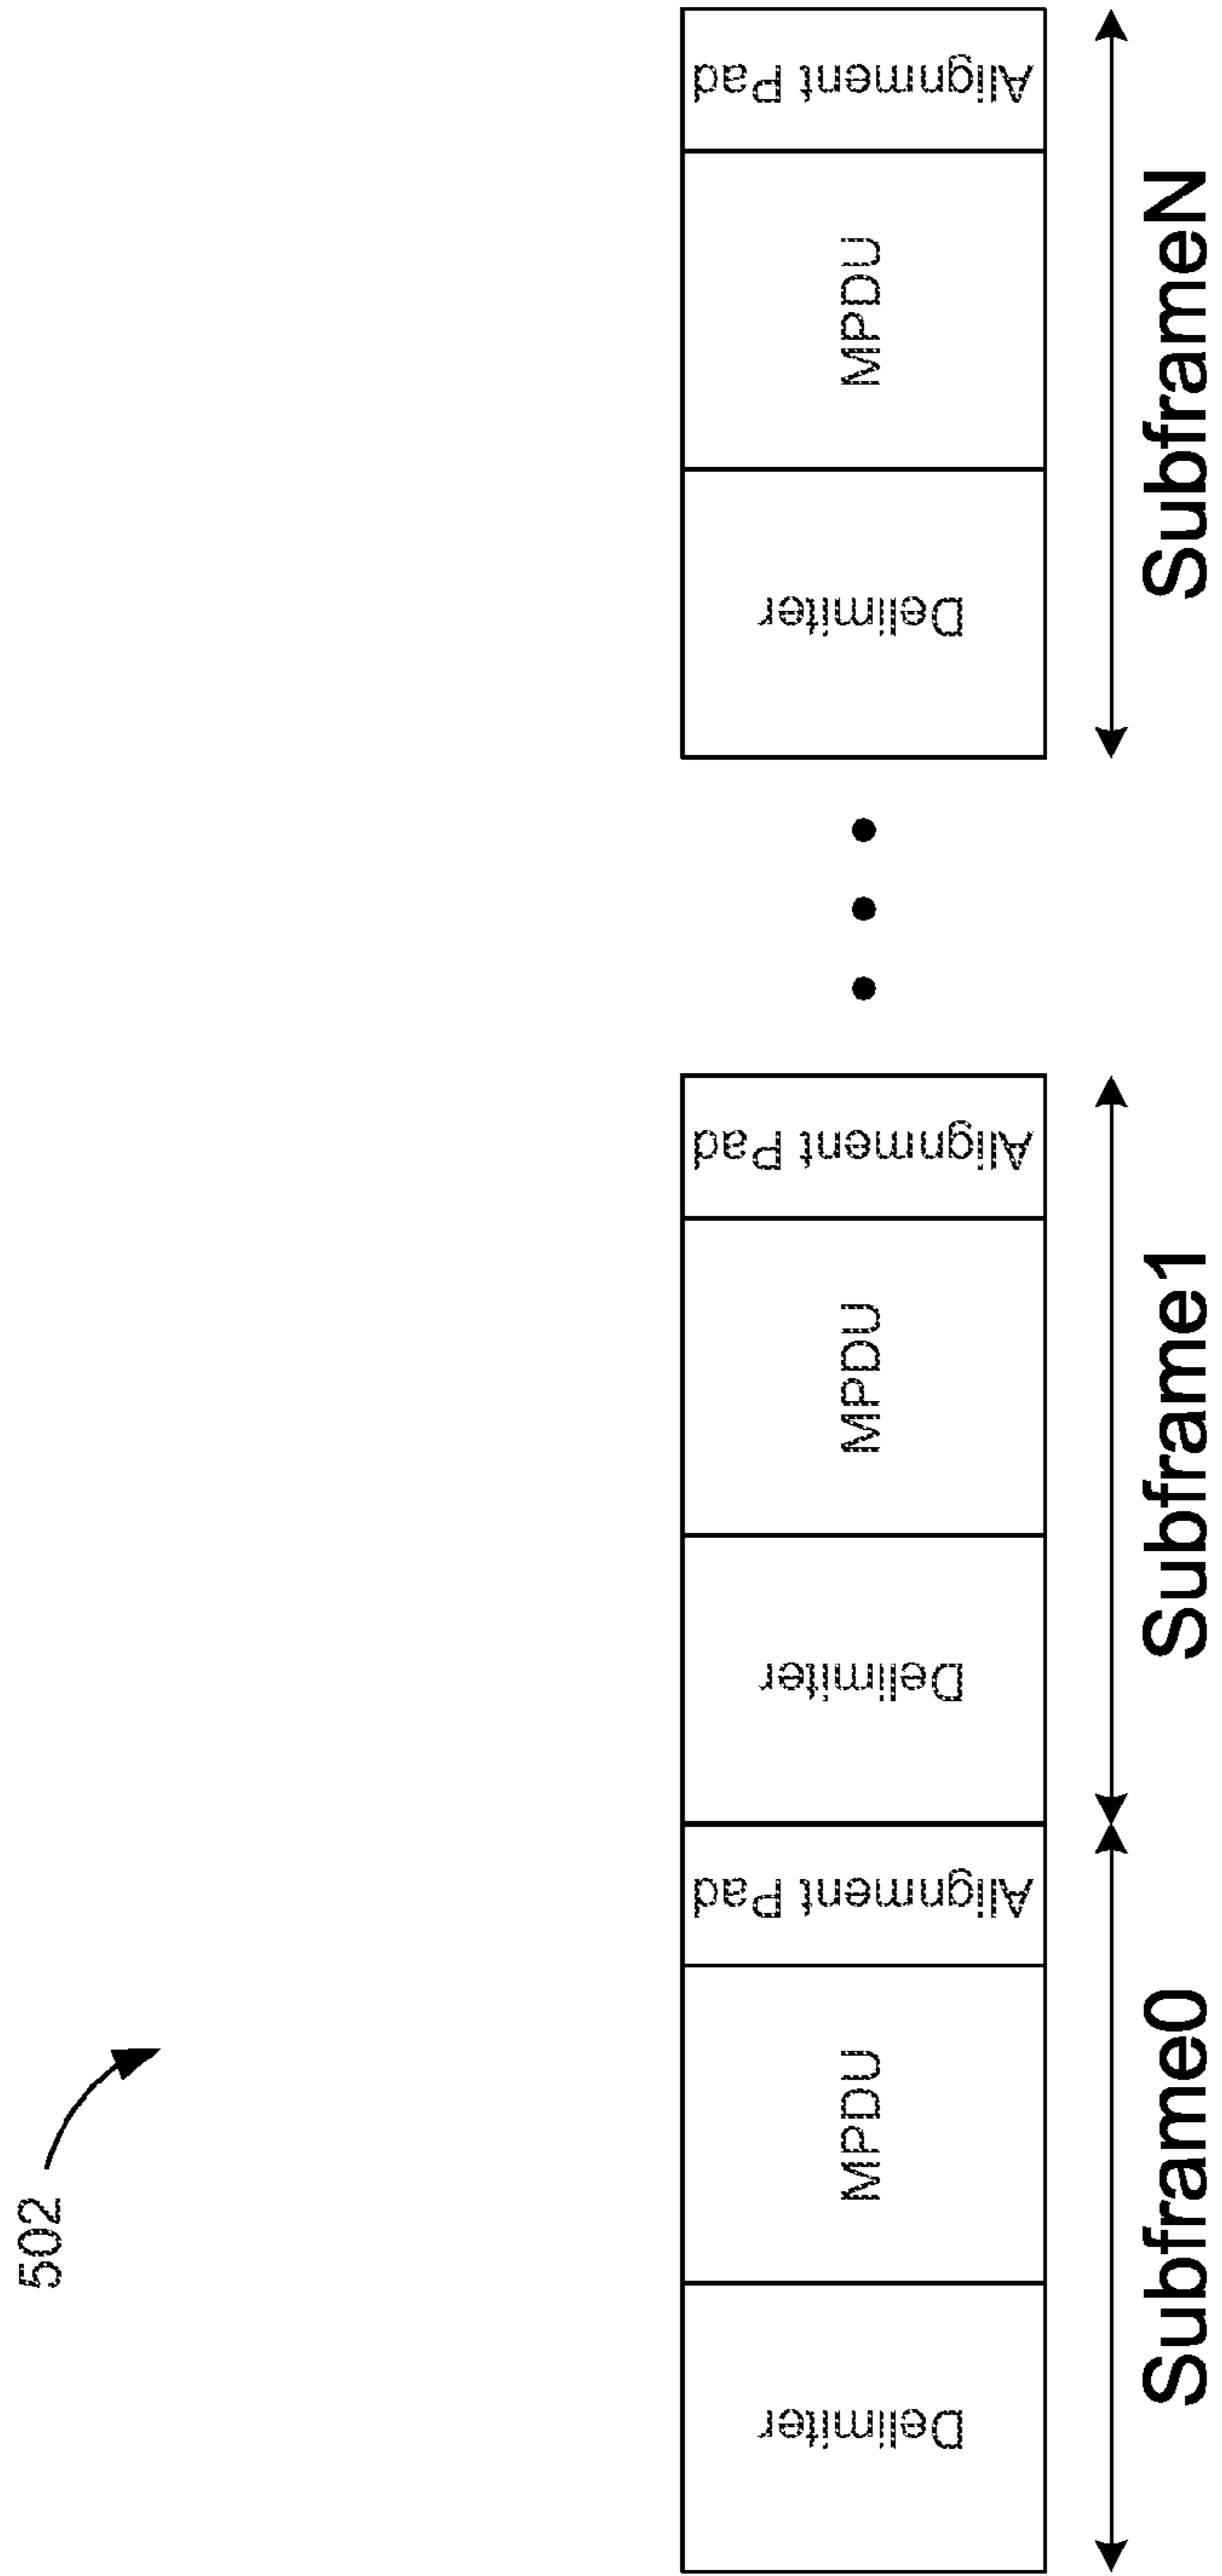 502
Delimiter
MPDU
Alignment Pad
Delimiter
MPDU
Alignment Pad
Delimiter
MPDU
Alignment Pad
Subframe0
Subframe1
SubframeN